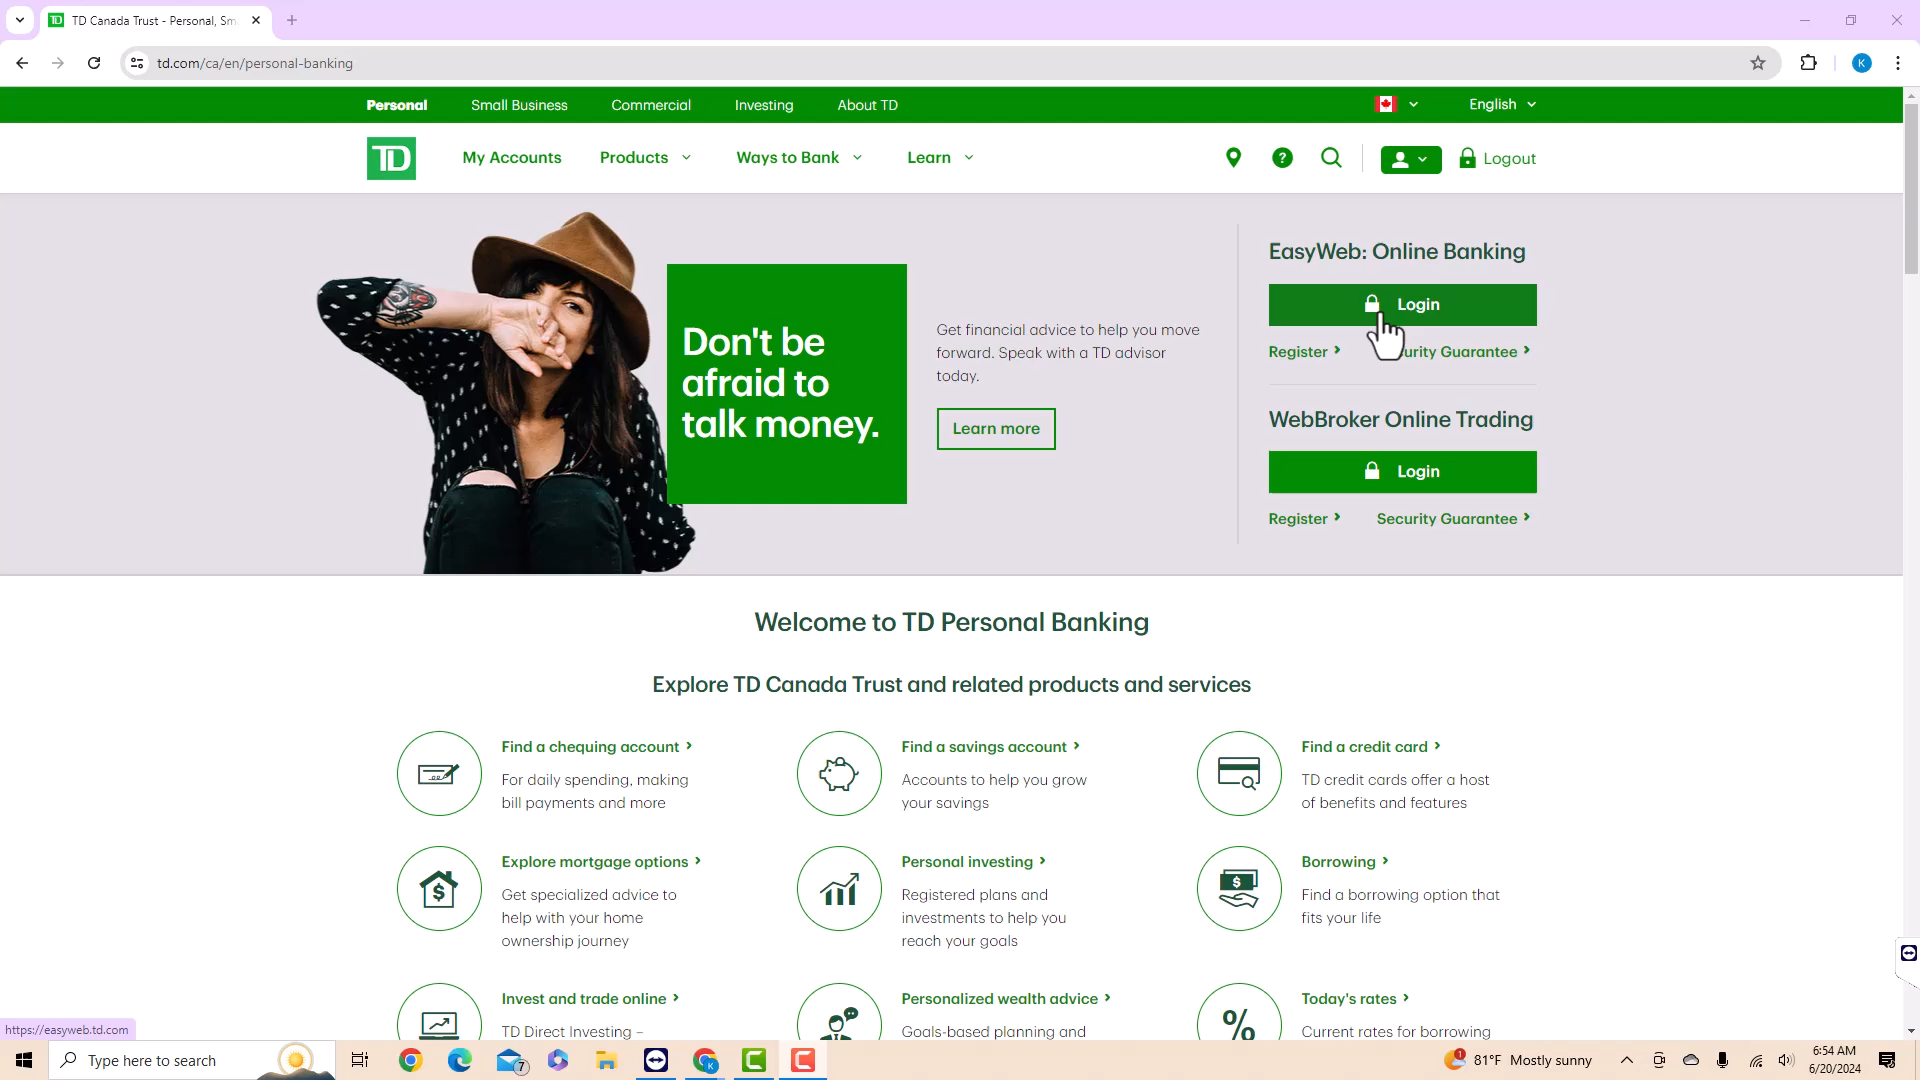 TD Canada Trust - Personal, Sm
td.com/ca/en/personal-banking
K
Personal
Small Business
Commercial
Investing
About TD
English
TD
My Accounts
Products
Ways to Bank
Learn
?
Logout
Don't be
afraid to
talk money.
Get financial advice to help you move
forward. Speak with a TD advisor
today.
Learn more
EasyWeb: Online Banking
Login
Register
urity Guarantee
WebBroker Online Trading
Login
Register
Security Guarantee
Welcome to TD Personal Banking
Explore TD Canada Trust and related products and services
Find a chequing account
For daily spending, making
bill payments and more
Find a savings account
Accounts to help you grow
your savings
Find a credit card
TD credit cards offer a host
of benefits and features
Explore mortgage options
Get specialized advice to
help with your home
ownership journey
Personal investing
Registered plans and
investments to help you
reach your goals
Borrowing
Find a borrowing option that
fits your life
Invest and trade online
TD Direct Investing –
Personalized wealth advice
Goals-based planning and
Today's rates
Current rates for borrowing
https://easyweb.td.com
Type here to search
7
K
1
81°F Mostly sunny
6:54 AM
6/20/2024